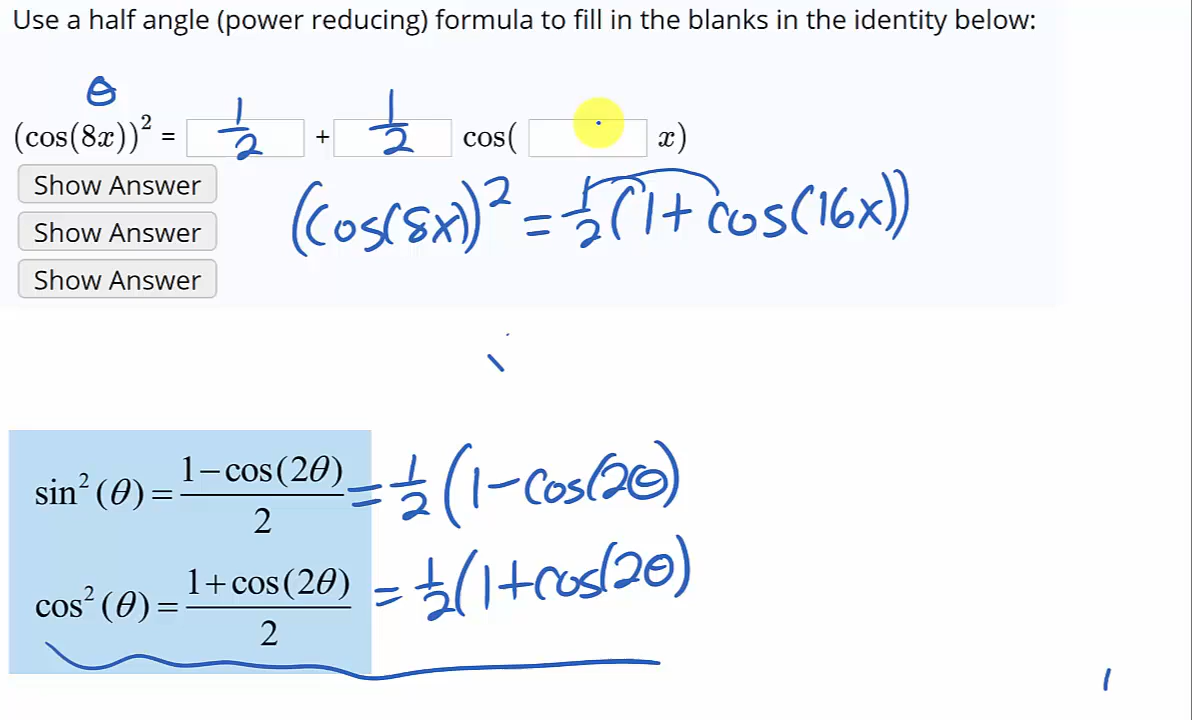 Use a half angle (power reducing) formula to fill in the blanks in the identity below:
θ
(cos(8x))² = 1/2 + 1/2 cos( x)
Show Answer
(cos(8x))² = 1/2 (1 + cos(16x))
Show Answer
Show Answer
sin²(θ) = 1−cos(2θ)/2 = 1/2 (1 − cos(2θ)
cos²(θ) = 1+cos(2θ)/2 = 1/2 (1 + cos(2θ)